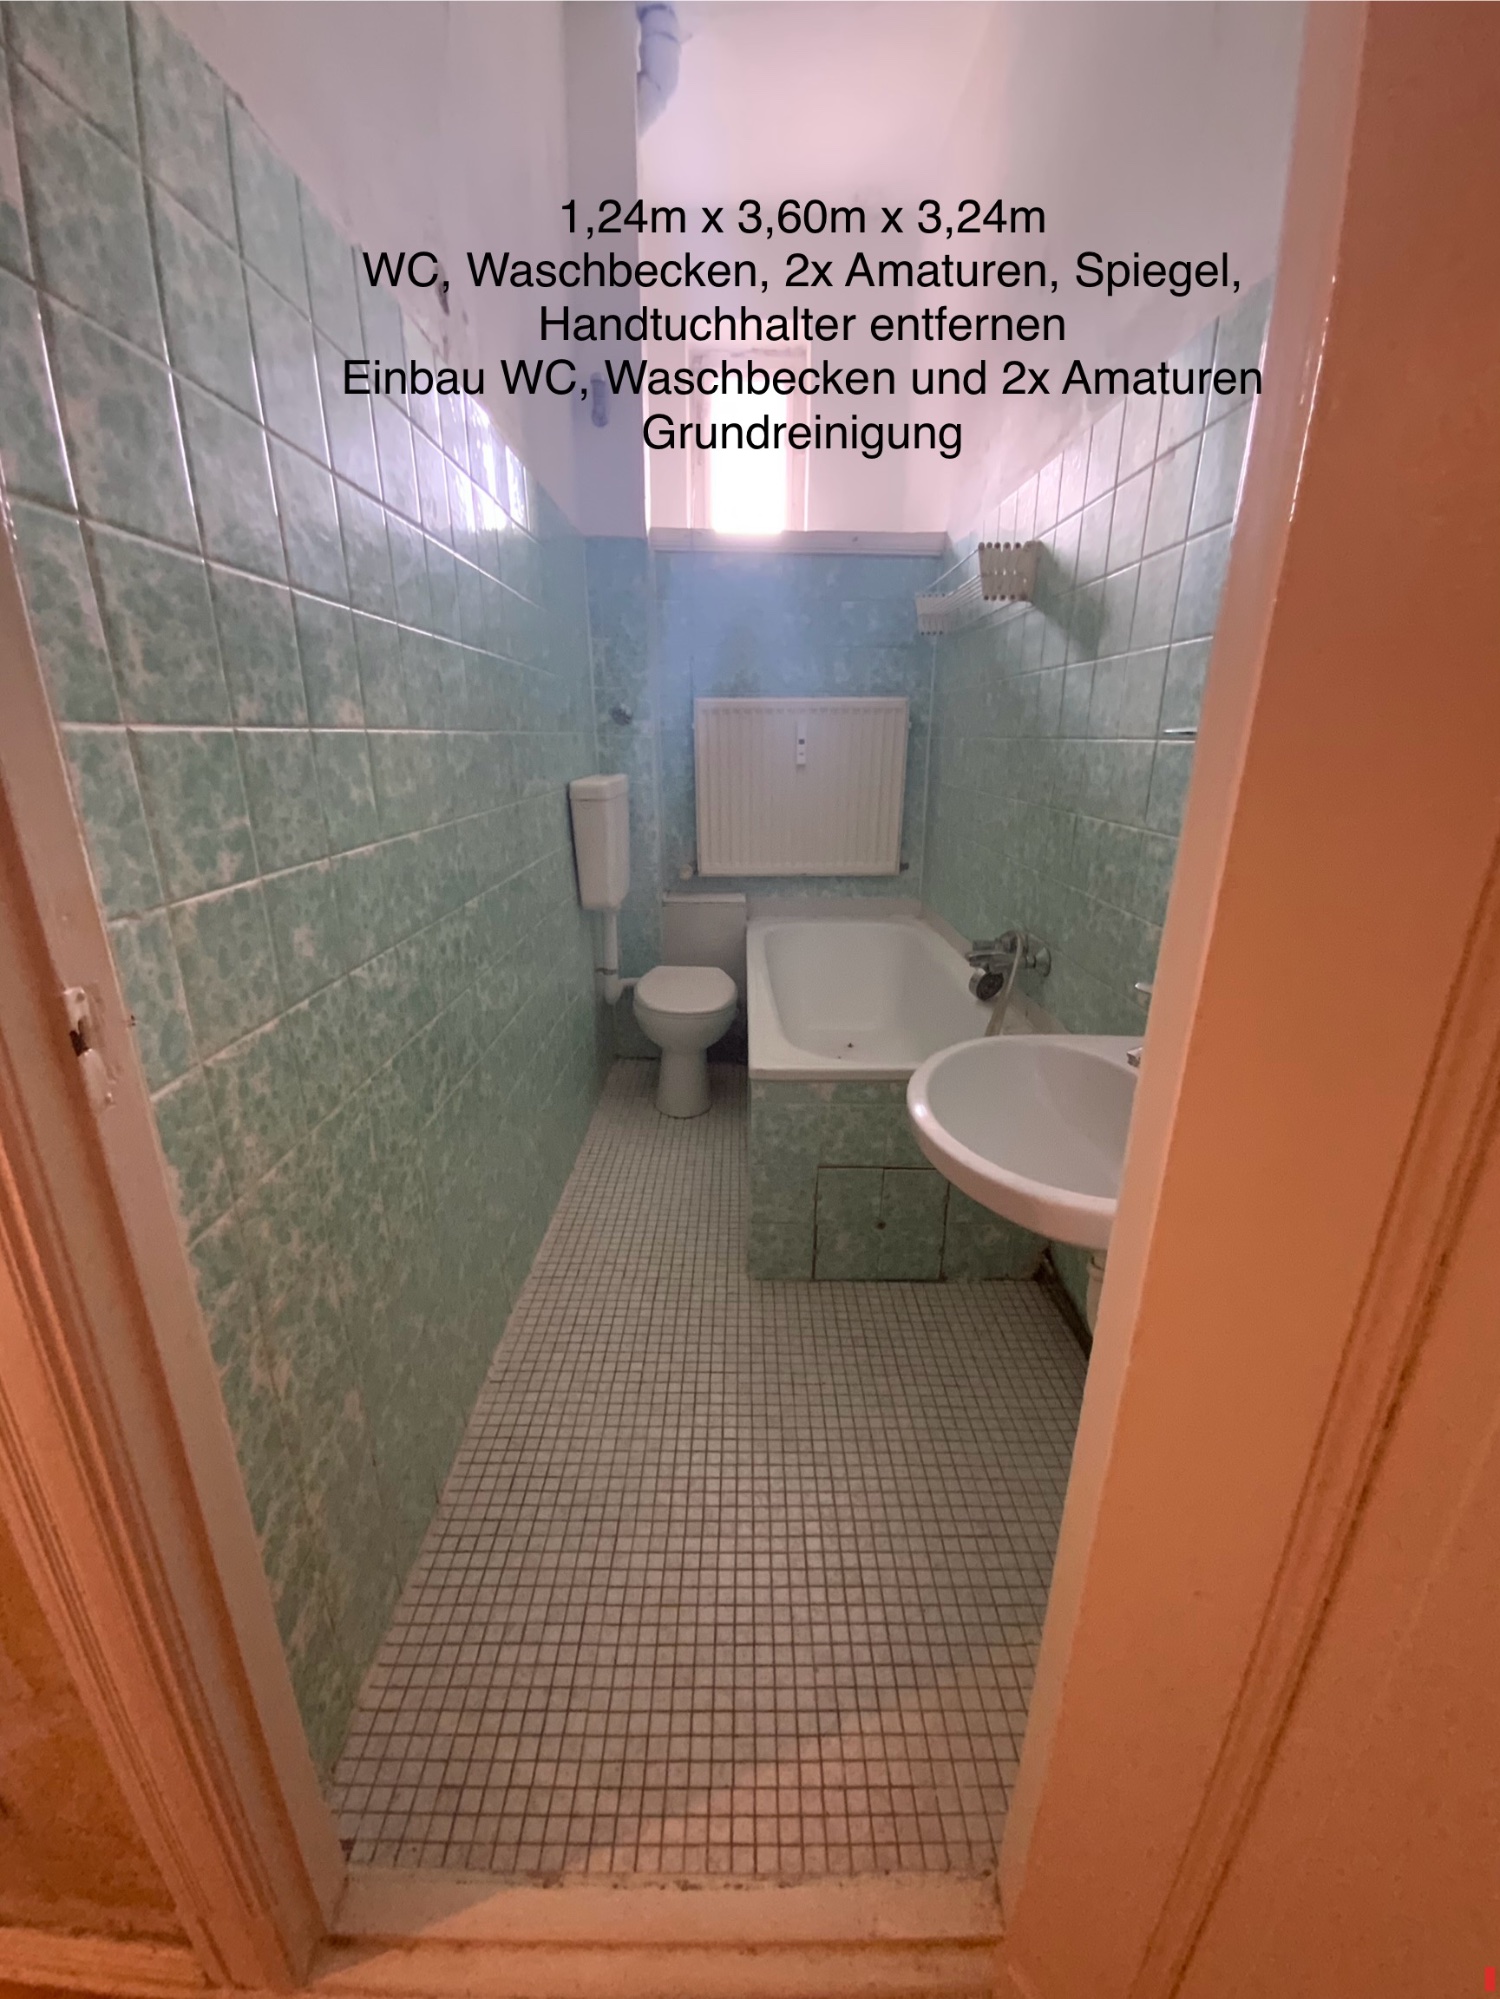 1,24m x 3,60m x 3,24m
WC, Waschbecken, 2x Amaturen, Spiegel,
Handtuchhalter entfernen
Einbau WC, Waschbecken und 2x Amaturen
Grundreinigung